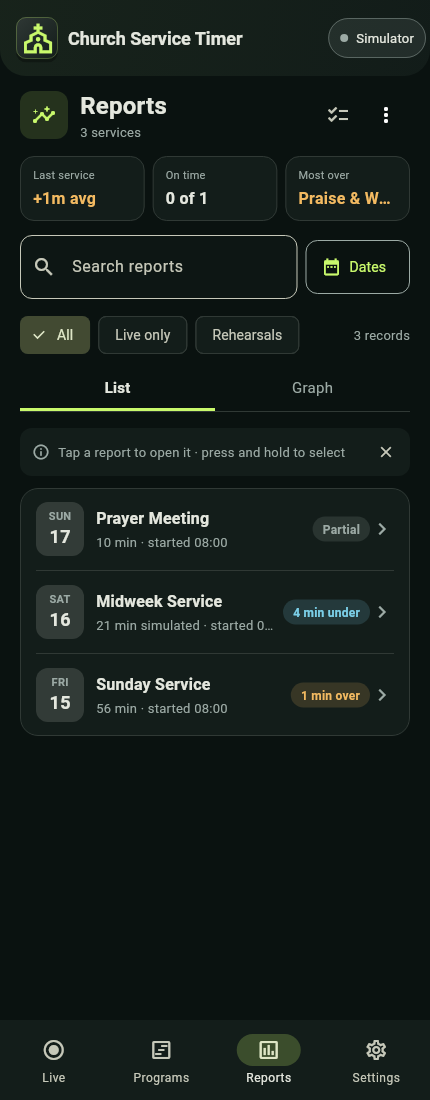 Church Service Timer
Simulator
Reports
3 services
Last service
+1m avg
On time
0 of 1
Most over
Praise & W...
Search reports
Dates
All
Live only
Rehearsals
3 records
List
Graph
Tap a report to open it · press and hold to select
SUN
17
Prayer Meeting
10 min · started 08:00
Partial
SAT
16
Midweek Service
21 min simulated · started 0...
4 min under
FRI
15
Sunday Service
56 min · started 08:00
1 min over
Live
Programs
Reports
Settings